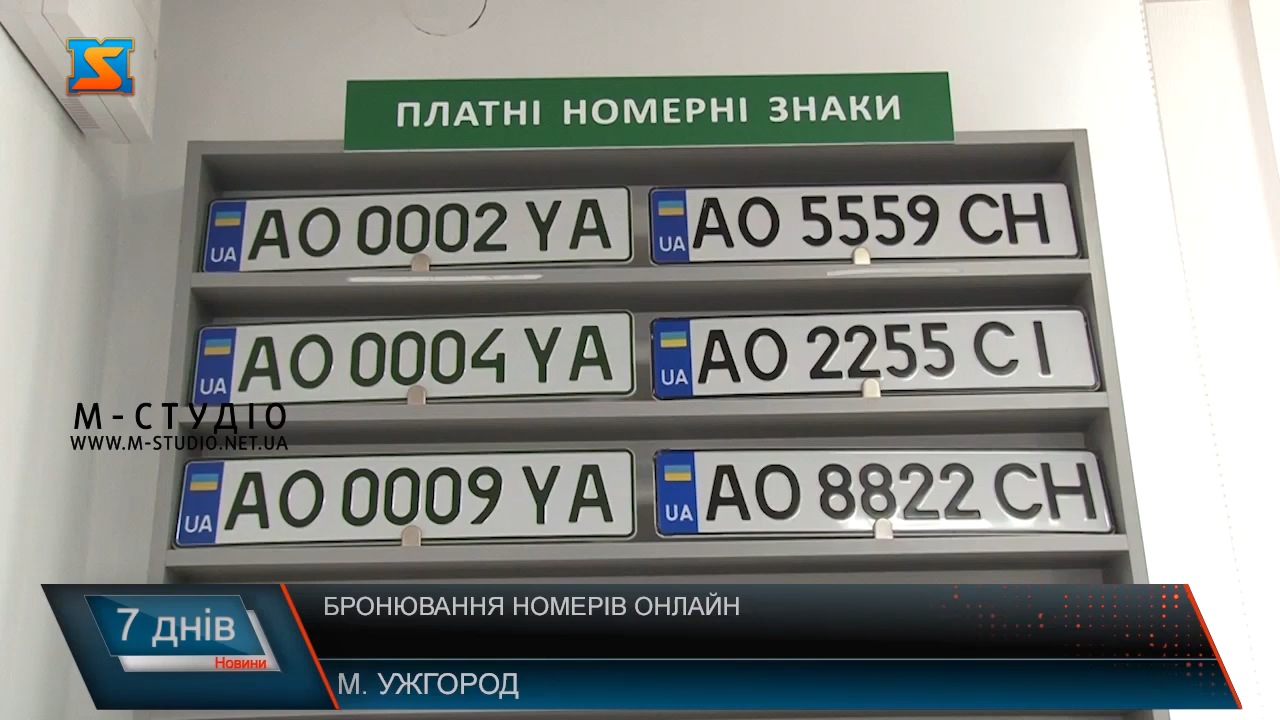 ПЛАТНІ НОМЕРНІ ЗНАКИ
UA AO 0002 YA
UA AO 5559 CH
UA AO 0004 YA
UA AO 2255 CI
UA AO 0009 YA
UA AO 8822 CH
М-СТУДІО
WWW.M-STUDIO.NET.UA
7 днів
Новини
БРОНЮВАННЯ НОМЕРІВ ОНЛАЙН
М. УЖГОРОД